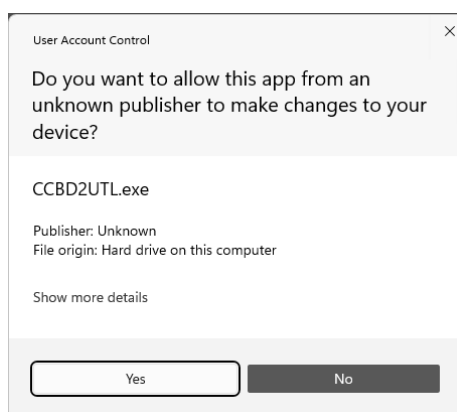 User Account Control
Do you want to allow this app from an
unknown publisher to make changes to your
device?
CCBD2UTL.exe
Publisher: Unknown
File origin: Hard drive on this computer
Show more details
Yes
No